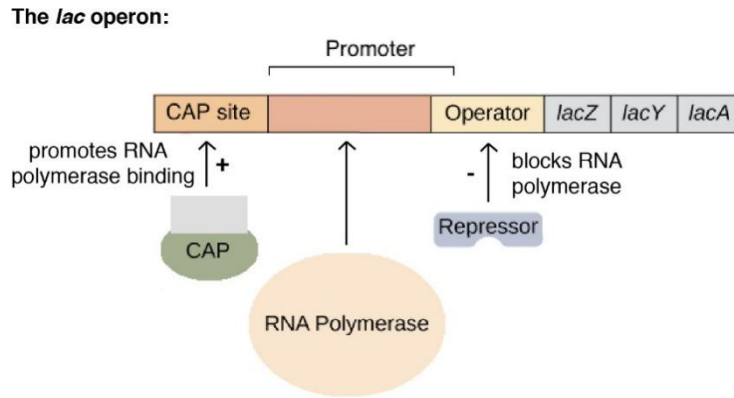 The lac operon:
Promoter
CAP site
Operator
lacZ
lacY
lacA
promotes RNA
polymerase binding
+
-
blocks RNA
polymerase
CAP
Repressor
RNA Polymerase